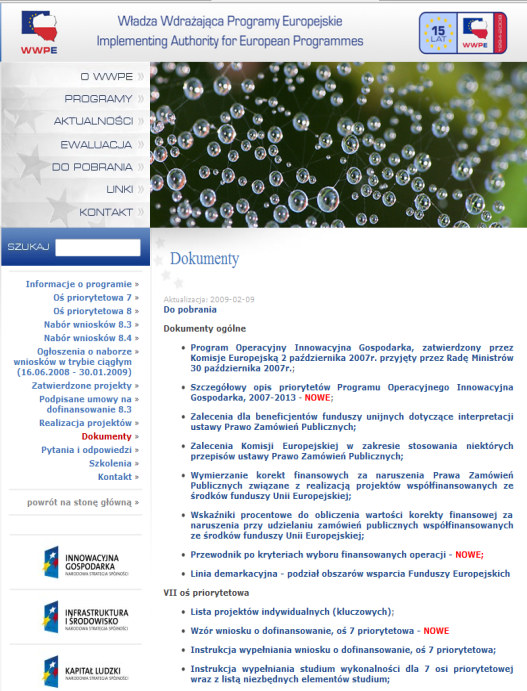 WWPE
Władza Wdrażająca Programy Europejskie
Implementing Authority for European Programmes
15
LAT
WWPE
O WWPE »
PROGRAMY »
AKTUALNOŚCI »
EWALUACJA »
DO POBRANIA »
LINKI »
KONTAKT »
SZUKAJ
Informacje o programie »
Oś priorytetowa 7 »
Oś priorytetowa 8 »
Nabór wniosków 8.3 »
Nabór wniosków 8.4 »
Ogłoszenia o naborze »
wniosków w trybie ciągłym
(16.06.2008 - 30.01.2009)
Zatwierdzone projekty »
Podpisane umowy na »
dofinansowanie 8.3
Realizacja projektów »
Dokumenty »
Pytania i odpowiedzi »
Szkolenia »
Kontakt »
powrót na stonę główną »
INNOWACYJNA
GOSPODARKA
NARODOWA STRATEGIA SPÓJNOŚCI
INFRASTRUKTURA
I ŚRODOWISKO
NARODOWA STRATEGIA SPÓJNOŚCI
KAPITAŁ LUDZKI
NARODOWA STRATEGIA SPÓJNOŚCI
Dokumenty
Aktualizacja: 2009-02-09
Do pobrania
Dokumenty ogólne
• Program Operacyjny Innowacyjna Gospodarka, zatwierdzony przez
Komisje Europejską 2 października 2007r. przyjęty przez Radę Ministrów
30 października 2007r.;
• Szczegółowy opis priorytetów Programu Operacyjnego Innowacyjna
Gospodarka, 2007-2013 - NOWE;
• Zalecenia dla beneficjentów funduszy unijnych dotyczące interpretacji
ustawy Prawo Zamówień Publicznych;
• Zalecenia Komisji Europejskiej w zakresie stosowania niektórych
przepisów ustawy Prawo Zamówień Publicznych;
• Wymierzanie korekt finansowych za naruszenia Prawa Zamówień
Publicznych związane z realizacją projektów współfinansowanych ze
środków funduszy Unii Europejskiej;
• Wskaźniki procentowe do obliczenia wartości korekty finansowej za
naruszenia przy udzielaniu zamówień publicznych współfinansowanych
ze środków funduszy Unii Europejskiej;
• Przewodnik po kryteriach wyboru finansowanych operacji - NOWE;
• Linia demarkacyjna - podział obszarów wsparcia Funduszy Europejskich
VII oś priorytetowa
• Lista projektów indywidualnych (kluczowych);
• Wzór wniosku o dofinansowanie, oś 7 priorytetowa - NOWE
• Instrukcja wypełniania wniosku o dofinansowanie, oś 7 priorytetowa;
• Instrukcja wypełniania studium wykonalności dla 7 osi priorytetowej
wraz z listą niezbędnych elementów studium;